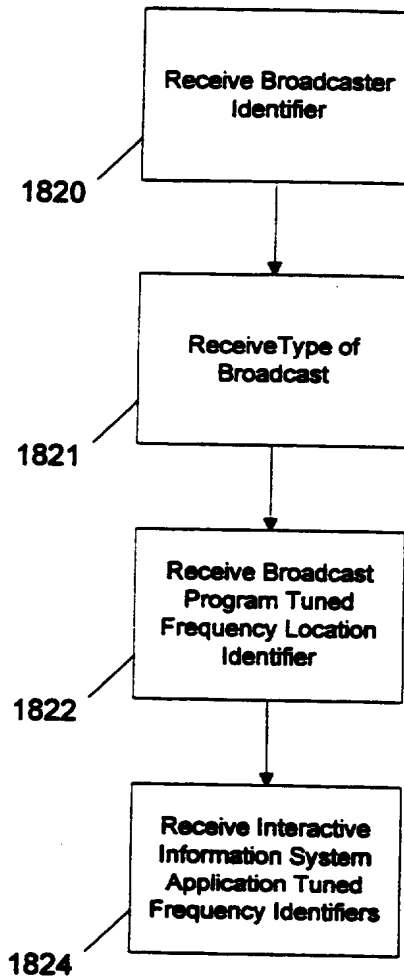 Receive Broadcaster
Identifier
1820
ReceiveType of
Broadcast
1821
Receive Broadcast
Program Tuned
Frequency Location
Identifier
1822
Receive Interactive
Information System
Application Tuned
Frequency Identifiers
1824